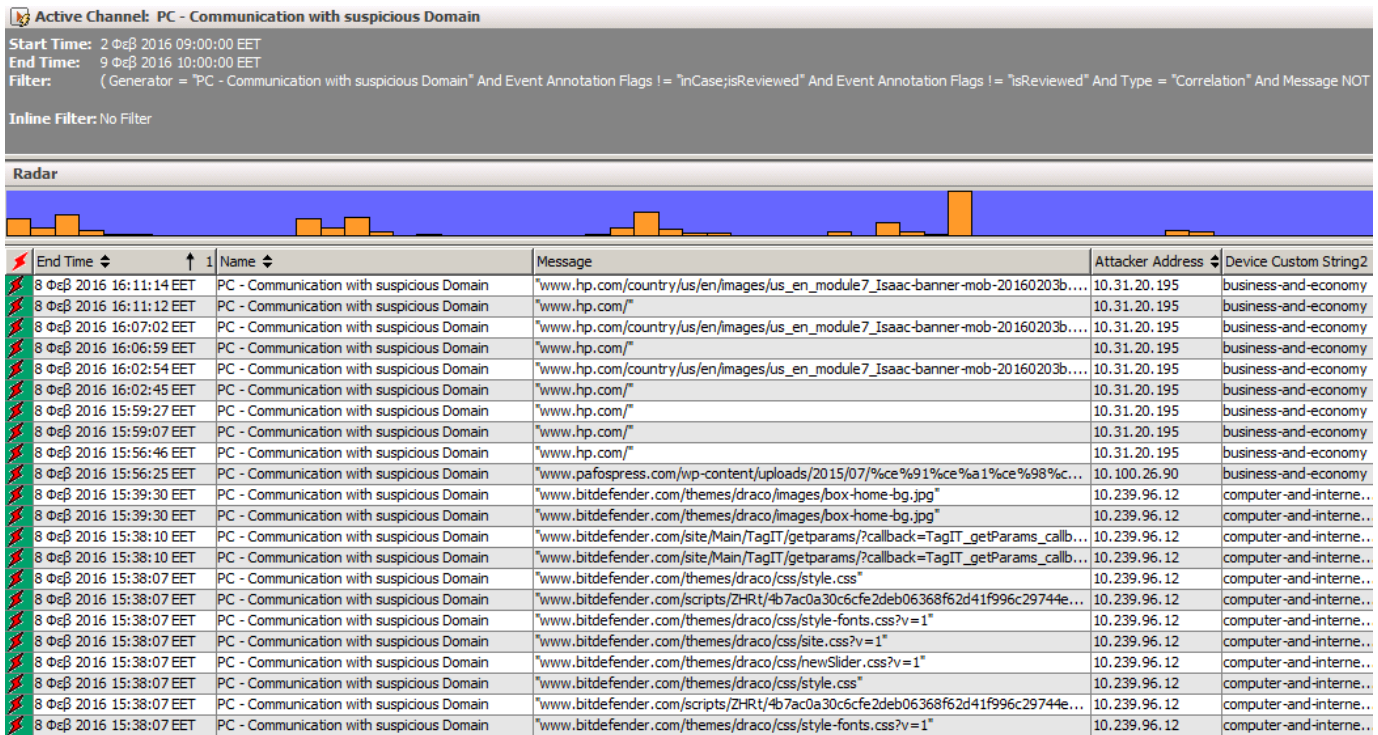 Active Channel: PC - Communication with suspicious Domain
Start Time: 2 Φεβ 2016 09:00:00 EET
End Time: 9 Φεβ 2016 10:00:00 EET
Filter: ( Generator = "PC - Communication with suspicious Domain" And Event Annotation Flags != "inCase;isReviewed" And Event Annotation Flags != "isReviewed" And Type = "Correlation" And Message NOT
Inline Filter: No Filter
Radar
End Time 1 Name Message Attacker Address Device Custom String2
8 Φεβ 2016 16:11:14 EET PC - Communication with suspicious Domain "www.hp.com/country/us/en/images/us_en_module7_Isaac-banner-mob-20160203b.... 10.31.20.195 business-and-economy
8 Φεβ 2016 16:11:12 EET PC - Communication with suspicious Domain "www.hp.com/" 10.31.20.195 business-and-economy
8 Φεβ 2016 16:07:02 EET PC - Communication with suspicious Domain "www.hp.com/country/us/en/images/us_en_module7_Isaac-banner-mob-20160203b.... 10.31.20.195 business-and-economy
8 Φεβ 2016 16:06:59 EET PC - Communication with suspicious Domain "www.hp.com/" 10.31.20.195 business-and-economy
8 Φεβ 2016 16:02:54 EET PC - Communication with suspicious Domain "www.hp.com/country/us/en/images/us_en_module7_Isaac-banner-mob-20160203b.... 10.31.20.195 business-and-economy
8 Φεβ 2016 16:02:45 EET PC - Communication with suspicious Domain "www.hp.com/" 10.31.20.195 business-and-economy
8 Φεβ 2016 15:59:27 EET PC - Communication with suspicious Domain "www.hp.com/" 10.31.20.195 business-and-economy
8 Φεβ 2016 15:59:07 EET PC - Communication with suspicious Domain "www.hp.com/" 10.31.20.195 business-and-economy
8 Φεβ 2016 15:56:46 EET PC - Communication with suspicious Domain "www.hp.com/" 10.31.20.195 business-and-economy
8 Φεβ 2016 15:56:25 EET PC - Communication with suspicious Domain "www.pafospress.com/wp-content/uploads/2015/07/%ce%91%ce%a1%ce%98%c... 10.100.26.90 business-and-economy
8 Φεβ 2016 15:39:30 EET PC - Communication with suspicious Domain "www.bitdefender.com/themes/draco/images/box-home-bg.jpg" 10.239.96.12 computer-and-interne...
8 Φεβ 2016 15:39:30 EET PC - Communication with suspicious Domain "www.bitdefender.com/themes/draco/images/box-home-bg.jpg" 10.239.96.12 computer-and-interne...
8 Φεβ 2016 15:38:10 EET PC - Communication with suspicious Domain "www.bitdefender.com/site/Main/TagIT/getparams/?callback=TagIT_getParams_callb... 10.239.96.12 computer-and-interne...
8 Φεβ 2016 15:38:10 EET PC - Communication with suspicious Domain "www.bitdefender.com/site/Main/TagIT/getparams/?callback=TagIT_getParams_callb... 10.239.96.12 computer-and-interne...
8 Φεβ 2016 15:38:07 EET PC - Communication with suspicious Domain "www.bitdefender.com/themes/draco/css/style.css" 10.239.96.12 computer-and-interne...
8 Φεβ 2016 15:38:07 EET PC - Communication with suspicious Domain "www.bitdefender.com/scripts/ZHRt/4b7ac0a30c6cfe2deb06368f62d41f996c29744e... 10.239.96.12 computer-and-interne...
8 Φεβ 2016 15:38:07 EET PC - Communication with suspicious Domain "www.bitdefender.com/themes/draco/css/style-fonts.css?v=1" 10.239.96.12 computer-and-interne...
8 Φεβ 2016 15:38:07 EET PC - Communication with suspicious Domain "www.bitdefender.com/themes/draco/css/site.css?v=1" 10.239.96.12 computer-and-interne...
8 Φεβ 2016 15:38:07 EET PC - Communication with suspicious Domain "www.bitdefender.com/themes/draco/css/newSlider.css?v=1" 10.239.96.12 computer-and-interne...
8 Φεβ 2016 15:38:07 EET PC - Communication with suspicious Domain "www.bitdefender.com/themes/draco/css/style.css" 10.239.96.12 computer-and-interne...
8 Φεβ 2016 15:38:07 EET PC - Communication with suspicious Domain "www.bitdefender.com/scripts/ZHRt/4b7ac0a30c6cfe2deb06368f62d41f996c29744e... 10.239.96.12 computer-and-interne...
8 Φεβ 2016 15:38:07 EET PC - Communication with suspicious Domain "www.bitdefender.com/themes/draco/css/style-fonts.css?v=1" 10.239.96.12 computer-and-interne...